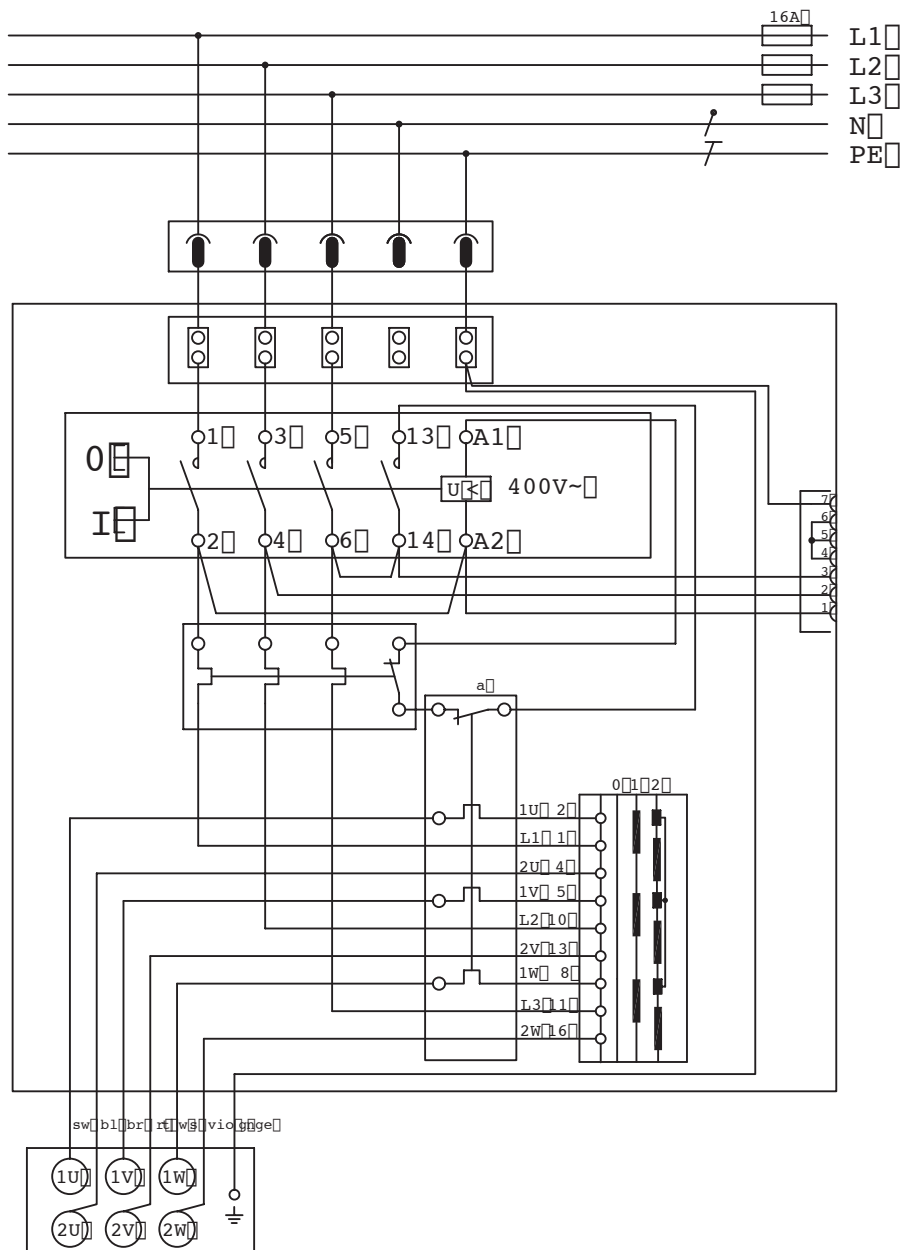 16A
L1
L2
L3
N
PE
1 3 5 13 A1
0
U< 400V~
I
2 4 6 14 A2
7
6
5
4
3
2
1
a
0 1 2
1U 2
L1 1
2U 4
1V 5
L2 10
2V 13
1W 8
L3 11
2W 16
sw bl br rt ws vio gnge
1U 1V 1W
2U 2V 2W